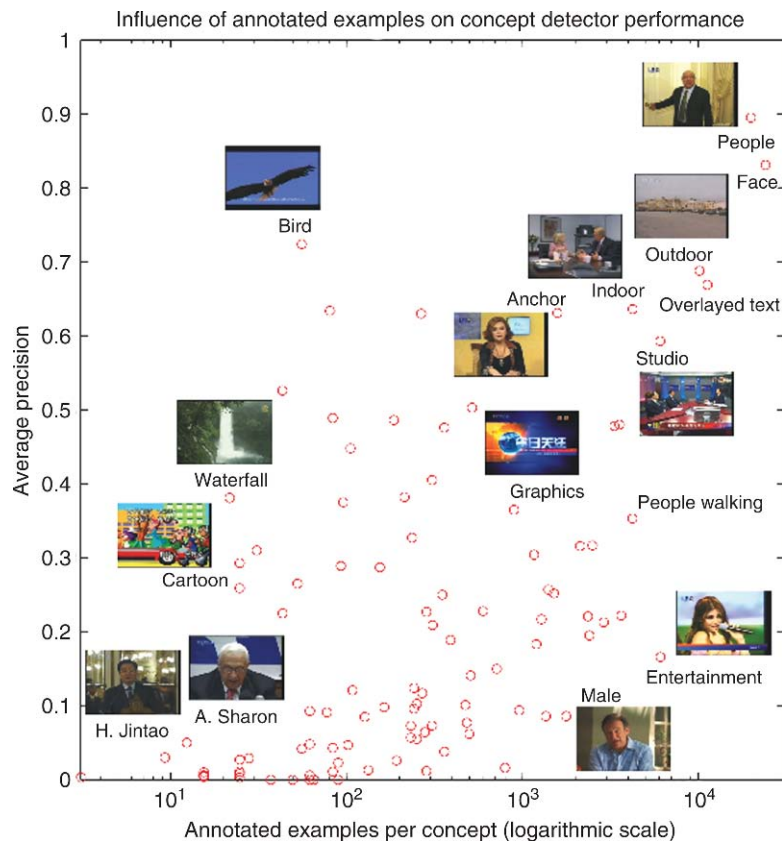 Influence of annotated examples on concept detector performance
1
0.9
0.8
0.7
0.6
0.5
0.4
0.3
0.2
0.1
0
Average precision
People
Face
Bird
Outdoor
Indoor
Anchor
Overlayed text
Studio
Waterfall
Graphics
People walking
Cartoon
Entertainment
A. Sharon
Male
H. Jintao
10¹
10²
10³
10⁴
Annotated examples per concept (logarithmic scale)